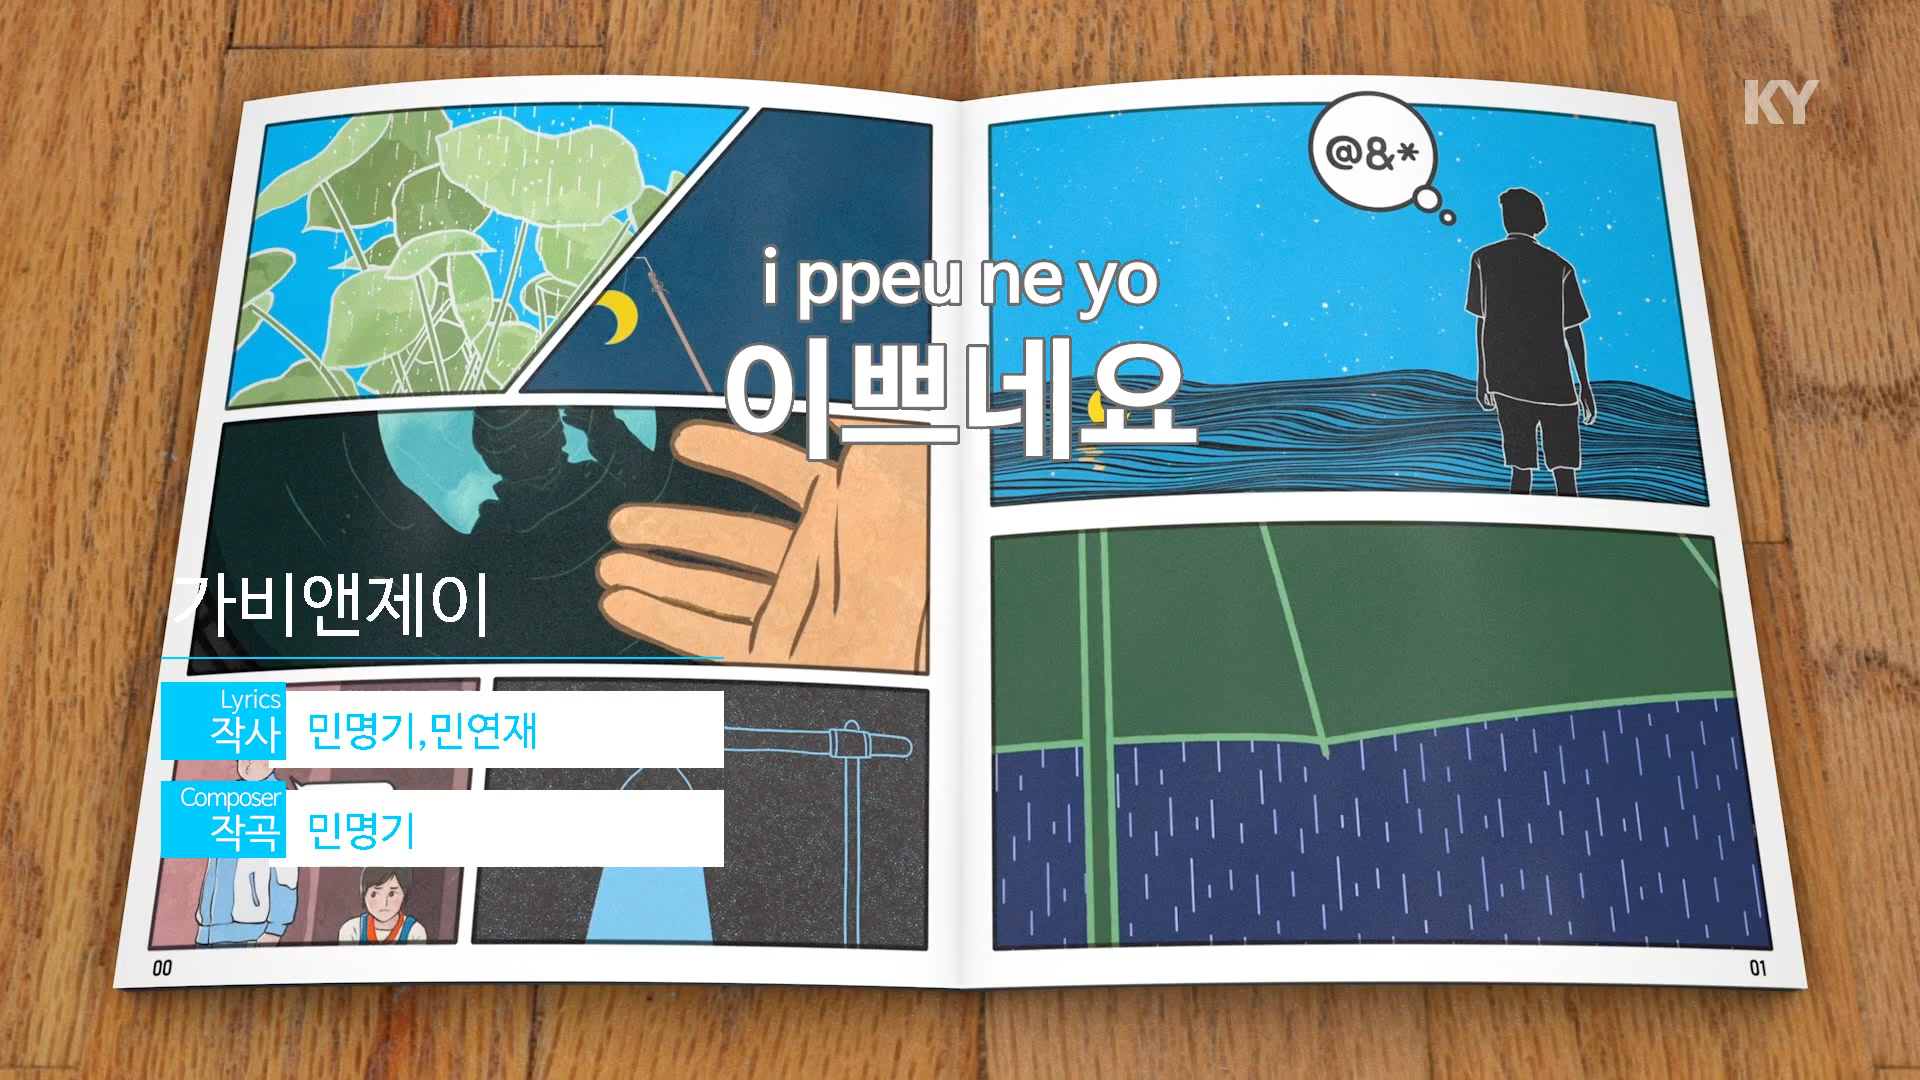 KY
@&*
i ppeu ne yo
이쁘네요
가비앤제이
Lyrics
작사
민명기,민연재
Composer
작곡
민명기
00
01